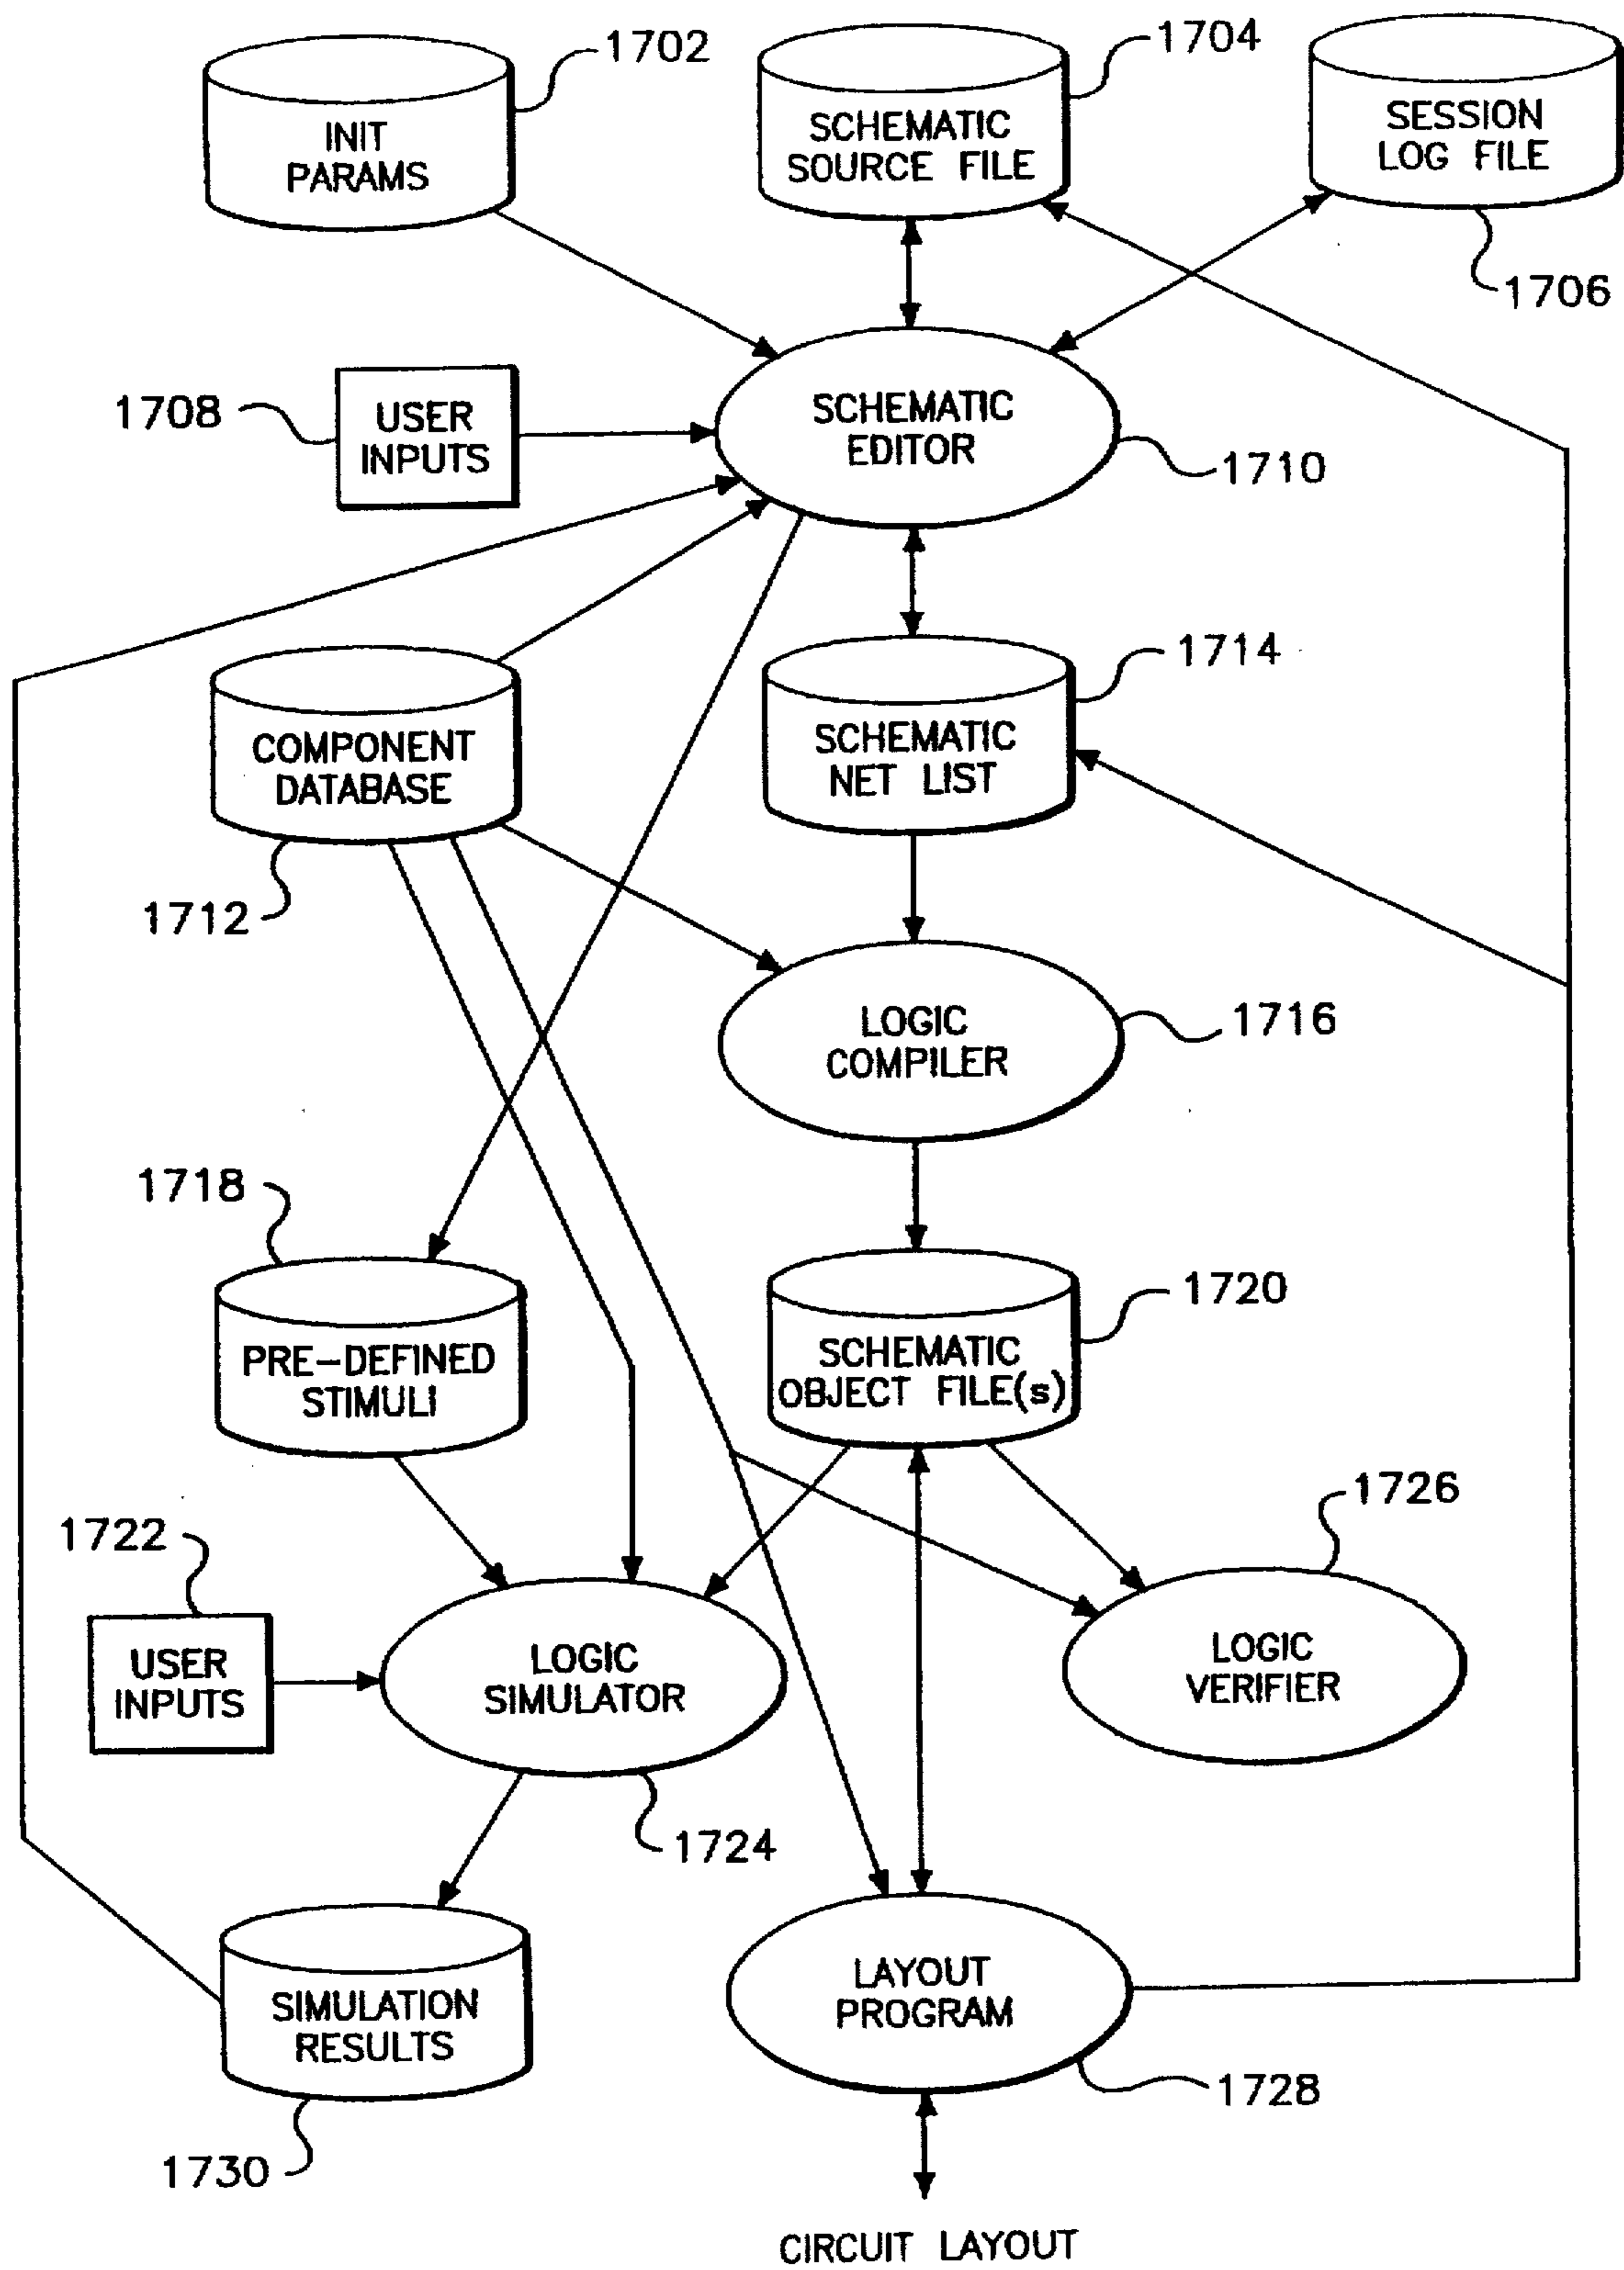 1702
INIT
PARAMS
1704
SCHEMATIC
SOURCE FILE
SESSION
LOG FILE
1706
1708
USER
INPUTS
SCHEMATIC
EDITOR
1710
COMPONENT
DATABASE
1712
1714
SCHEMATIC
NET LIST
LOGIC
COMPILER
1716
1718
PRE-DEFINED
STIMULI
1720
SCHEMATIC
OBJECT FILE(s)
1722
USER
INPUTS
LOGIC
SIMULATOR
1724
1726
LOGIC
VERIFIER
SIMULATION
RESULTS
1730
LAYOUT
PROGRAM
1728
CIRCUIT LAYOUT